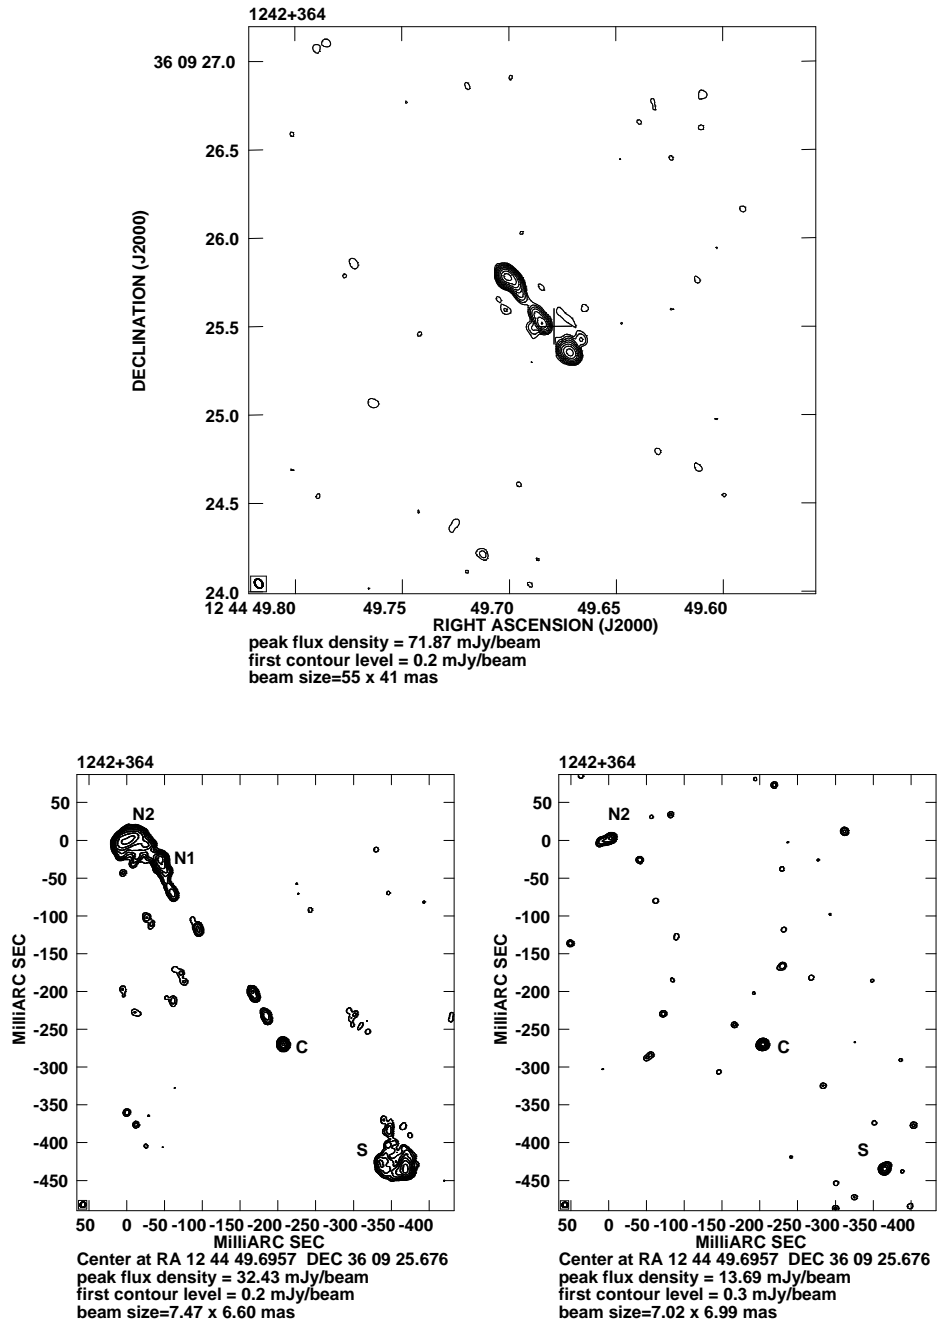 1242+364
36 09 27.0
26.5
26.0
25.5
25.0
24.5
24.0
DECLINATION (J2000)
12 44 49.80 49.75 49.70 49.65 49.60
RIGHT ASCENSION (J2000)
peak flux density = 71.87 mJy/beam
first contour level = 0.2 mJy/beam
beam size=55 x 41 mas
1242+364
50
0
-50
-100
-150
-200
-250
-300
-350
-400
-450
MilliARC SEC
N2
N1
C
S
50 0 -50 -100 -150 -200 -250 -300 -350 -400
MilliARC SEC
Center at RA 12 44 49.6957 DEC 36 09 25.676
peak flux density = 32.43 mJy/beam
first contour level = 0.2 mJy/beam
beam size=7.47 x 6.60 mas
1242+364
50
0
-50
-100
-150
-200
-250
-300
-350
-400
-450
MilliARC SEC
N2
C
S
50 0 -50 -100 -150 -200 -250 -300 -350 -400
MilliARC SEC
Center at RA 12 44 49.6957 DEC 36 09 25.676
peak flux density = 13.69 mJy/beam
first contour level = 0.3 mJy/beam
beam size=7.02 x 6.99 mas